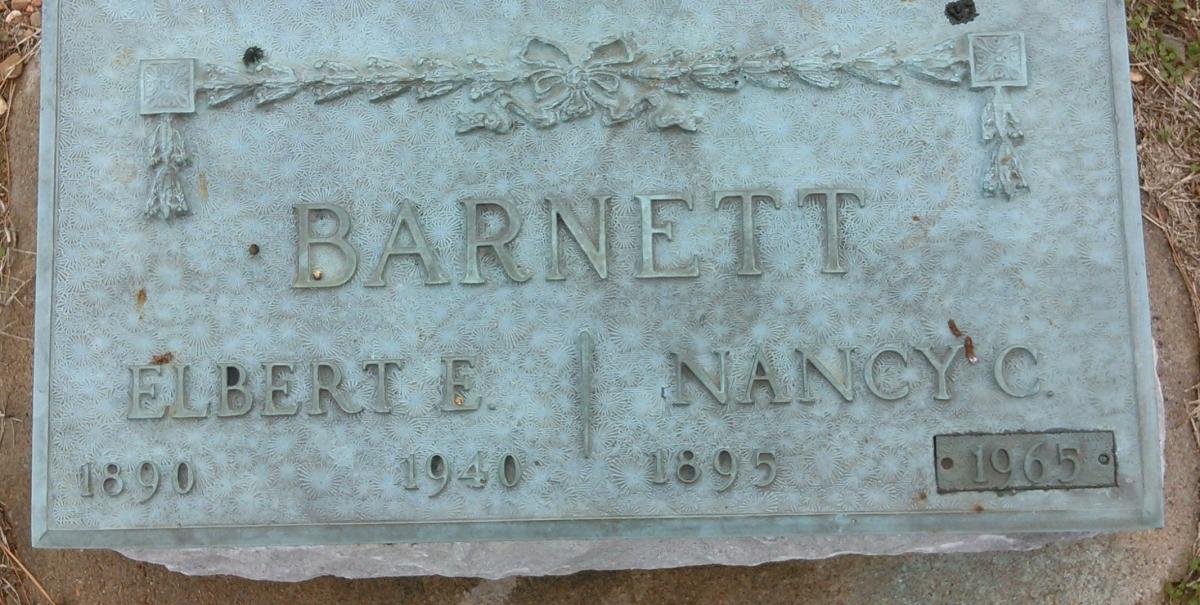 BARNETT
ELBERT E. NANCY C.
1890 1940 1895 1965